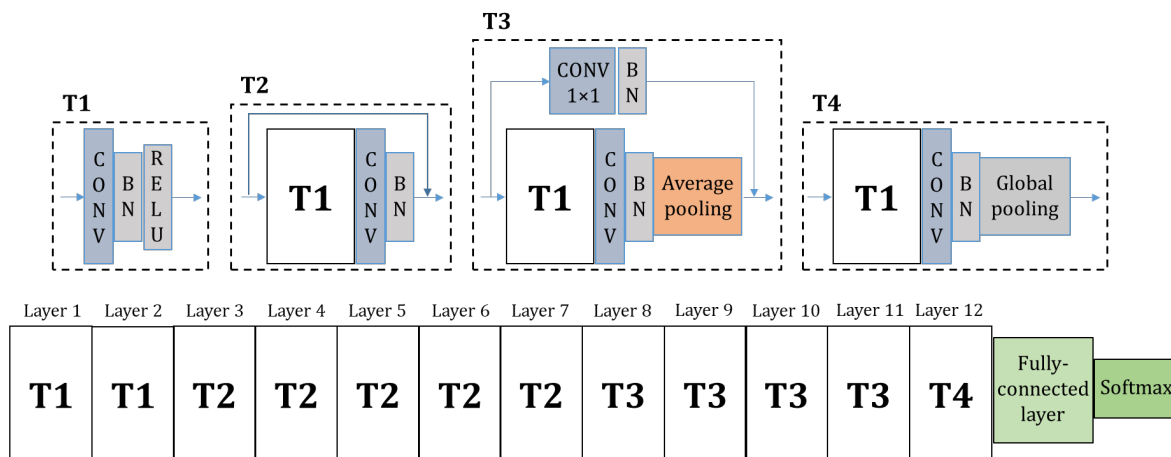 T3
CONV
1×1
B
N
T1
T2
T4
C
O
N
V
B
N
R
E
L
U
T1
C
O
N
V
B
N
T1
C
O
N
V
B
N
Average
pooling
T1
C
O
N
V
B
N
Global
pooling
Layer 1 Layer 2 Layer 3 Layer 4 Layer 5 Layer 6 Layer 7 Layer 8 Layer 9 Layer 10 Layer 11 Layer 12
T1 T1 T2 T2 T2 T2 T2 T3 T3 T3 T3 T4
Fully-
connected
layer
Softmax